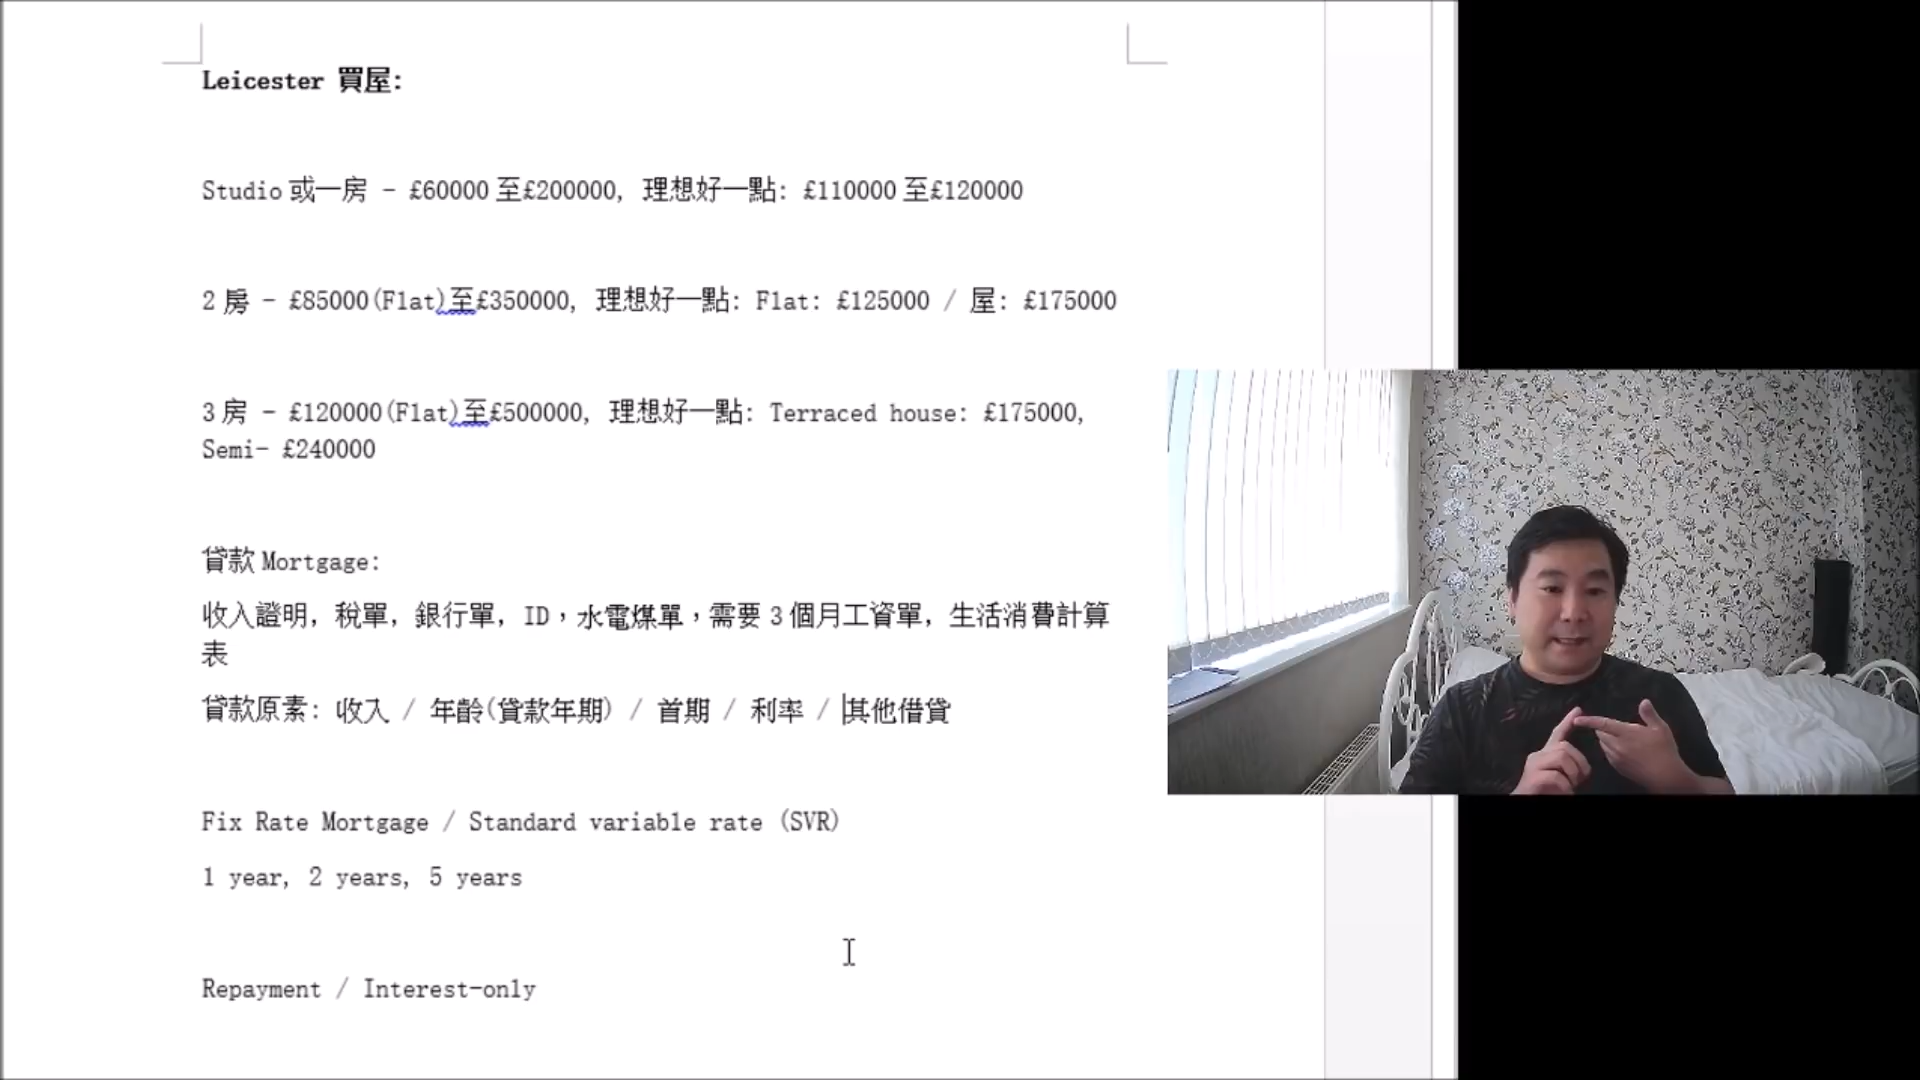 Leicester 買屋:
Studio 或一房 - £60000 至£200000, 理想好一點: £110000 至£120000
2 房 - £85000(Flat)至£350000, 理想好一點: Flat: £125000 / 屋: £175000
3 房 - £120000(Flat)至£500000, 理想好一點: Terraced house: £175000,
Semi- £240000
貸款 Mortgage:
收入證明, 稅單, 銀行單, ID，水電煤單，需要 3 個月工資單, 生活消費計算
表
貸款原素: 收入 / 年齡(貸款年期) / 首期 / 利率 / 其他借貸
Fix Rate Mortgage / Standard variable rate (SVR)
1 year, 2 years, 5 years
Repayment / Interest-only